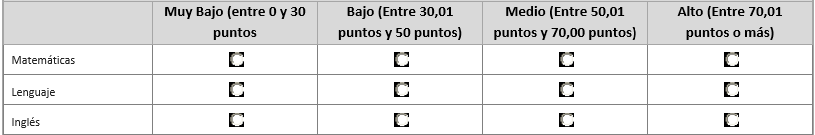 Muy Bajo (entre 0 y 30 puntos
Bajo (Entre 30,01 puntos y 50 puntos)
Medio (Entre 50,01 puntos y 70,00 puntos)
Alto (Entre 70,01 puntos o más)
Matemáticas
Lenguaje
Inglés